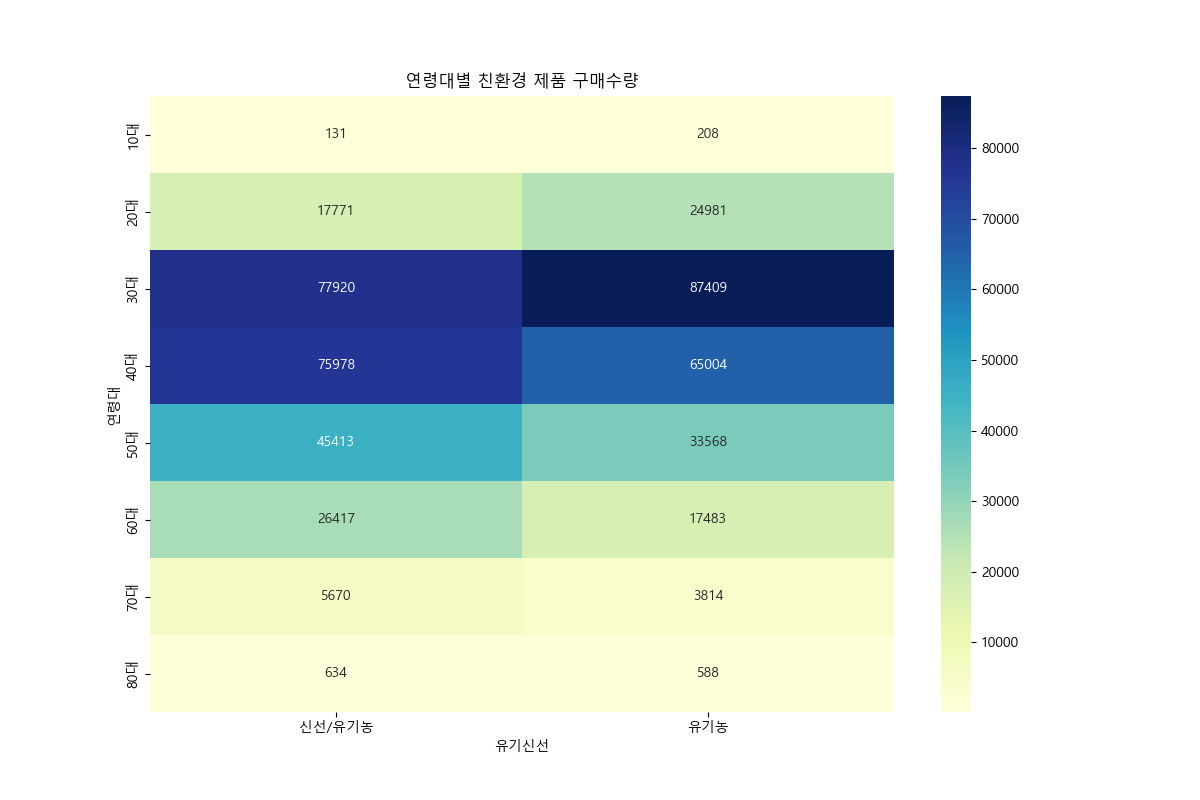 연령대별 친환경 제품 구매수량
연령대
10대 131 208
20대 17771 24981
30대 77920 87409
40대 75978 65004
50대 45413 33568
60대 26417 17483
70대 5670 3814
80대 634 588
신선/유기농 유기농
유기신선
80000
70000
60000
50000
40000
30000
20000
10000